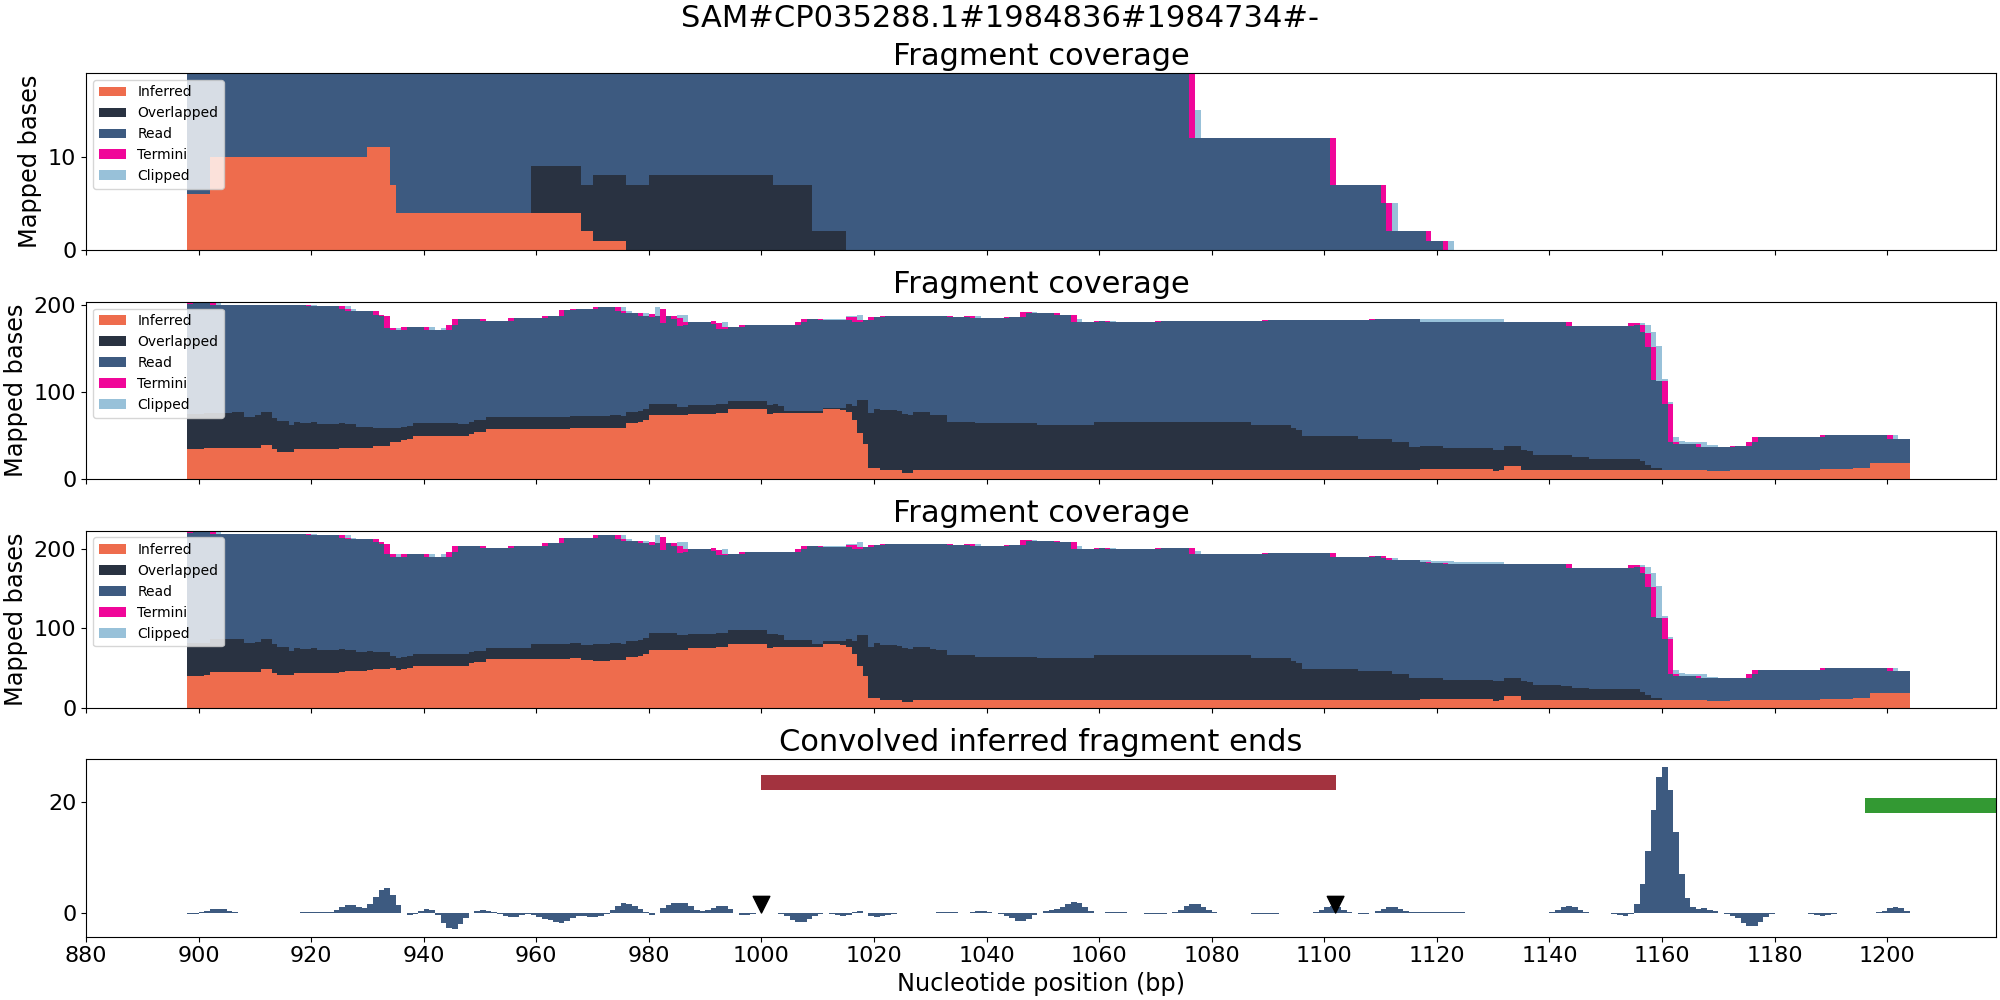 SAM#CP035288.1#1984836#1984734#-
Fragment coverage
Mapped bases
10
0
Inferred
Overlapped
Read
Termini
Clipped
Fragment coverage
Mapped bases
200
100
0
Inferred
Overlapped
Read
Termini
Clipped
Fragment coverage
Mapped bases
200
100
0
Inferred
Overlapped
Read
Termini
Clipped
Convolved inferred fragment ends
20
0
880 900 920 940 960 980 1000 1020 1040 1060 1080 1100 1120 1140 1160 1180 1200
Nucleotide position (bp)